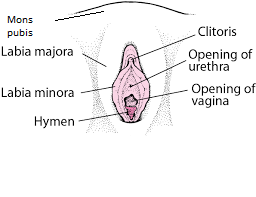 Mons
pubis
Clitoris
Labia majora
Opening of
urethra
Labia minora
Opening of
vagina
Hymen